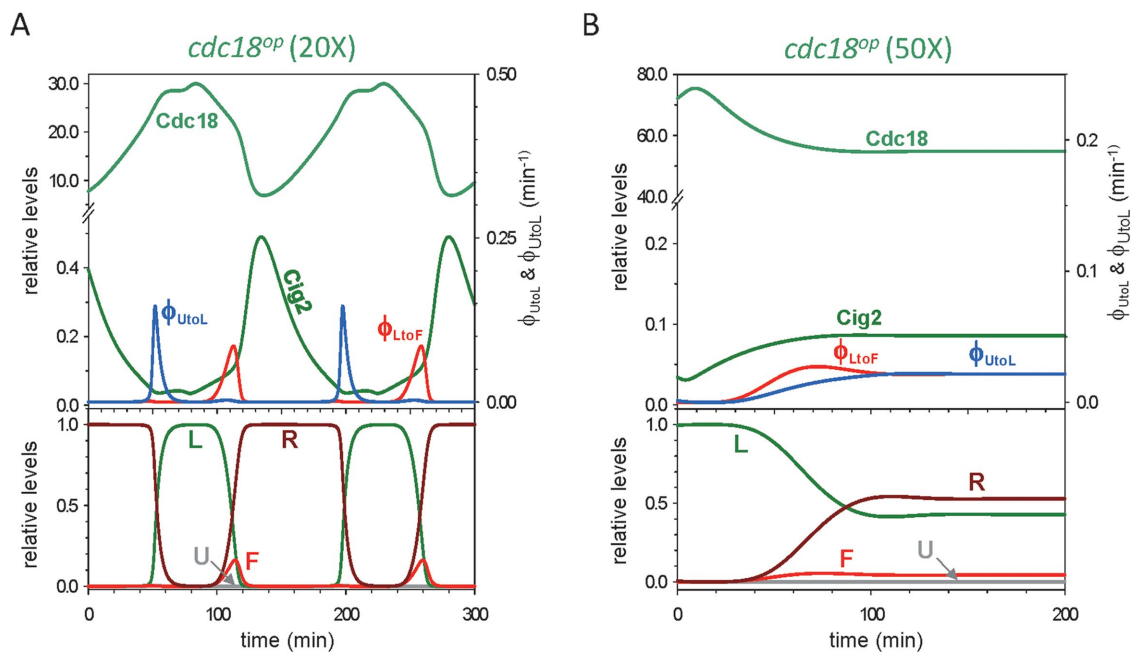 A
cdc18op (20X)
30.0
20.0
10.0
0.4
0.2
0.0
relative levels
0.50
0.25
0.00
ϕUtoL & ϕUtoL (min-1)
Cdc18
Cig2
ϕUtoL
ϕLtoF
1.0
0.5
0.0
relative levels
L
R
U
F
0
100
200
300
time (min)
B
cdc18op (50X)
80.0
60.0
40.0
0.2
0.1
0.0
relative levels
0.2
0.1
0.0
ϕUtoL & ϕUtoL (min-1)
Cdc18
Cig2
ϕLtoF
ϕUtoL
1.0
0.5
0.0
relative levels
L
R
F
U
0
100
200
time (min)